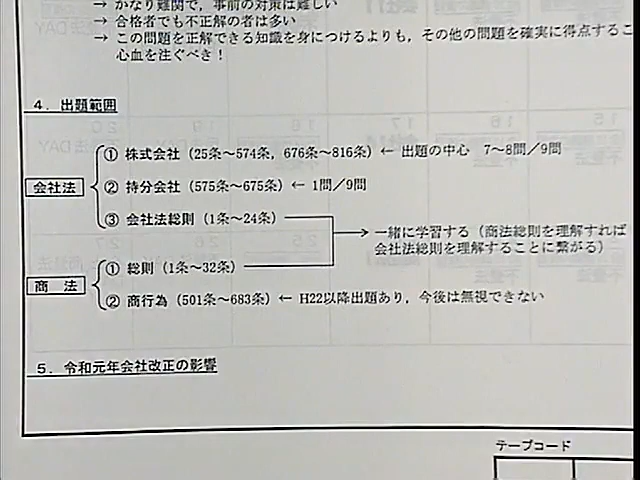 → かなり難関で，事前の対策は難しい
→ 合格者でも不正解の者は多い
→ この問題を正解できる知識を身につけるよりも，その他の問題を確実に得点するこ
心血を注ぐべき！
４．出題範囲
① 株式会社（25条～574条，676条～816条）← 出題の中心 7～8問／9問
会社法
② 持分会社（575条～675条）← 1問／9問
③ 会社法総則（1条～24条）
一緒に学習する（商法総則を理解すれば
会社法総則を理解することに繋がる）
① 総則（1条～32条）
商 法
② 商行為（501条～683条）← H22以降出題あり，今後は無視できない
５．令和元年会社改正の影響
テープコード